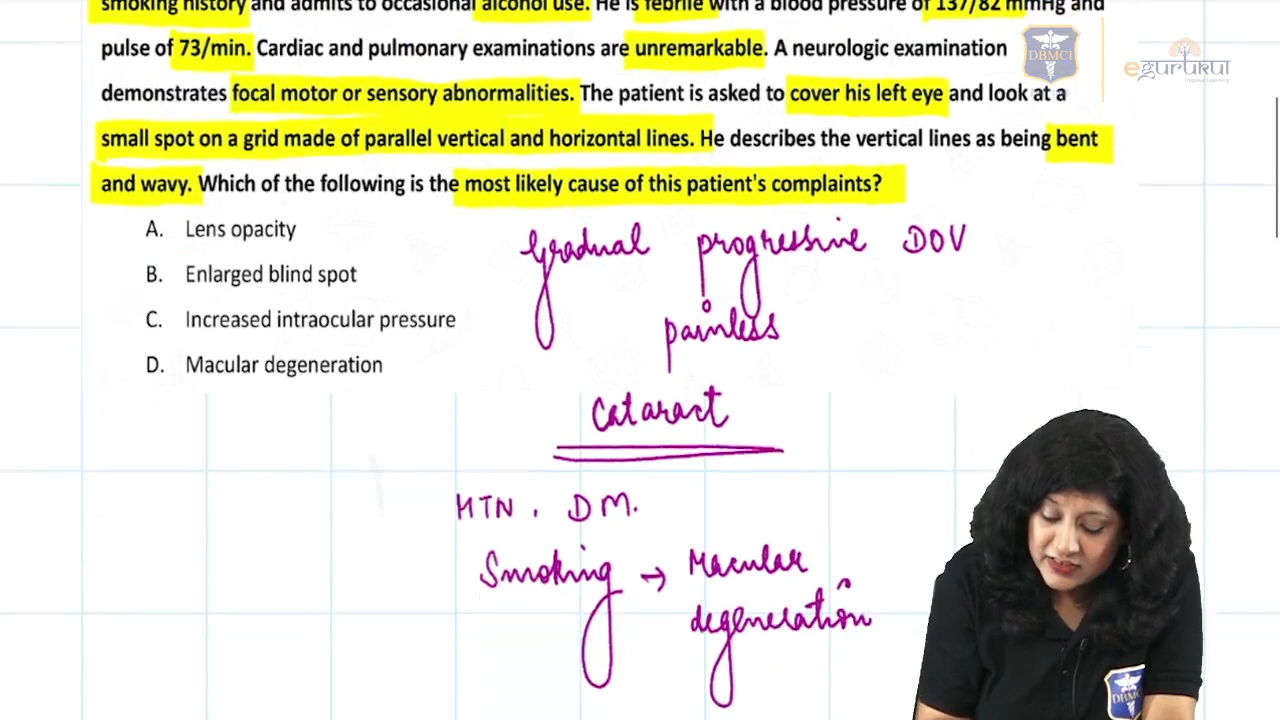 smoking history and admits to occasional alcohol use. He is febrile with a blood pressure of 137/82 mmHg and
pulse of 73/min. Cardiac and pulmonary examinations are unremarkable. A neurologic examination
demonstrates focal motor or sensory abnormalities. The patient is asked to cover his left eye and look at a
small spot on a grid made of parallel vertical and horizontal lines. He describes the vertical lines as being bent
and wavy. Which of the following is the most likely cause of this patient's complaints?
A. Lens opacity
B. Enlarged blind spot
C. Increased intraocular pressure
D. Macular degeneration
Gradual progressive DOV
painless
Cataract
HTN. DM.
Smoking → Macular
degeneration
DBMCI
egurukul
Inspired Learning
DBMCI